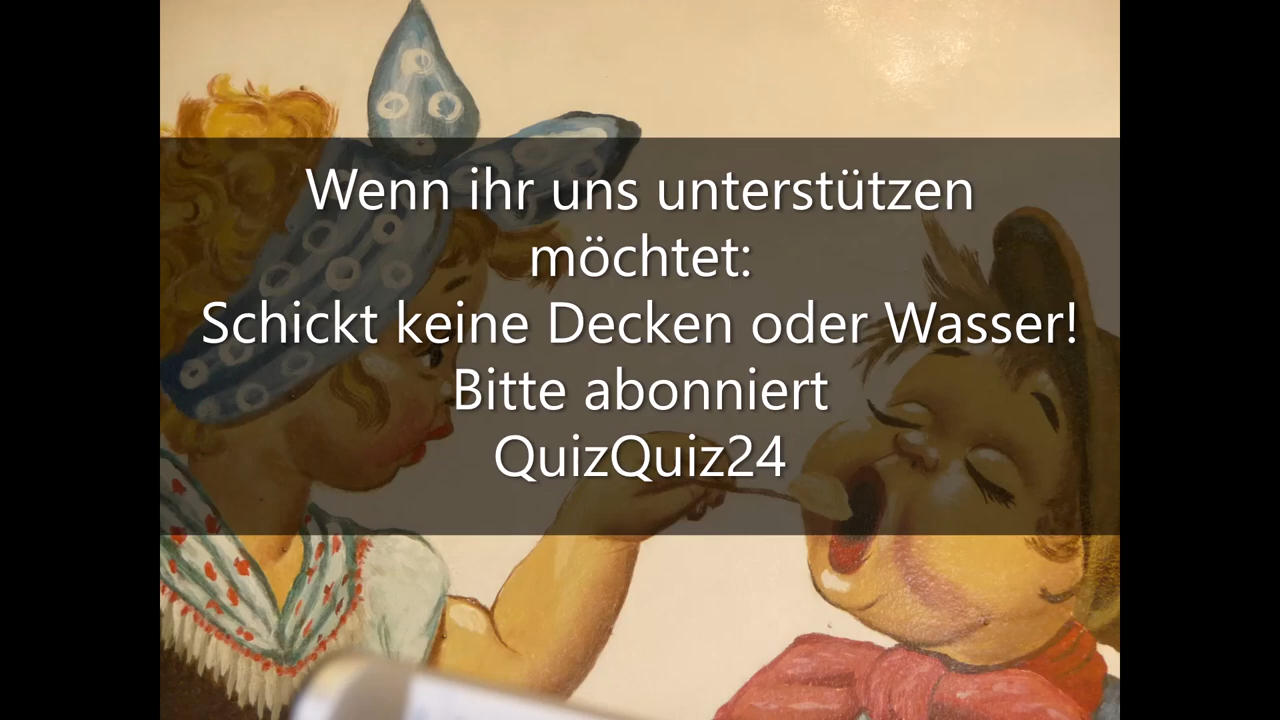 Wenn ihr uns unterstützen
möchtet:
Schickt keine Decken oder Wasser!
Bitte abonniert
QuizQuiz24